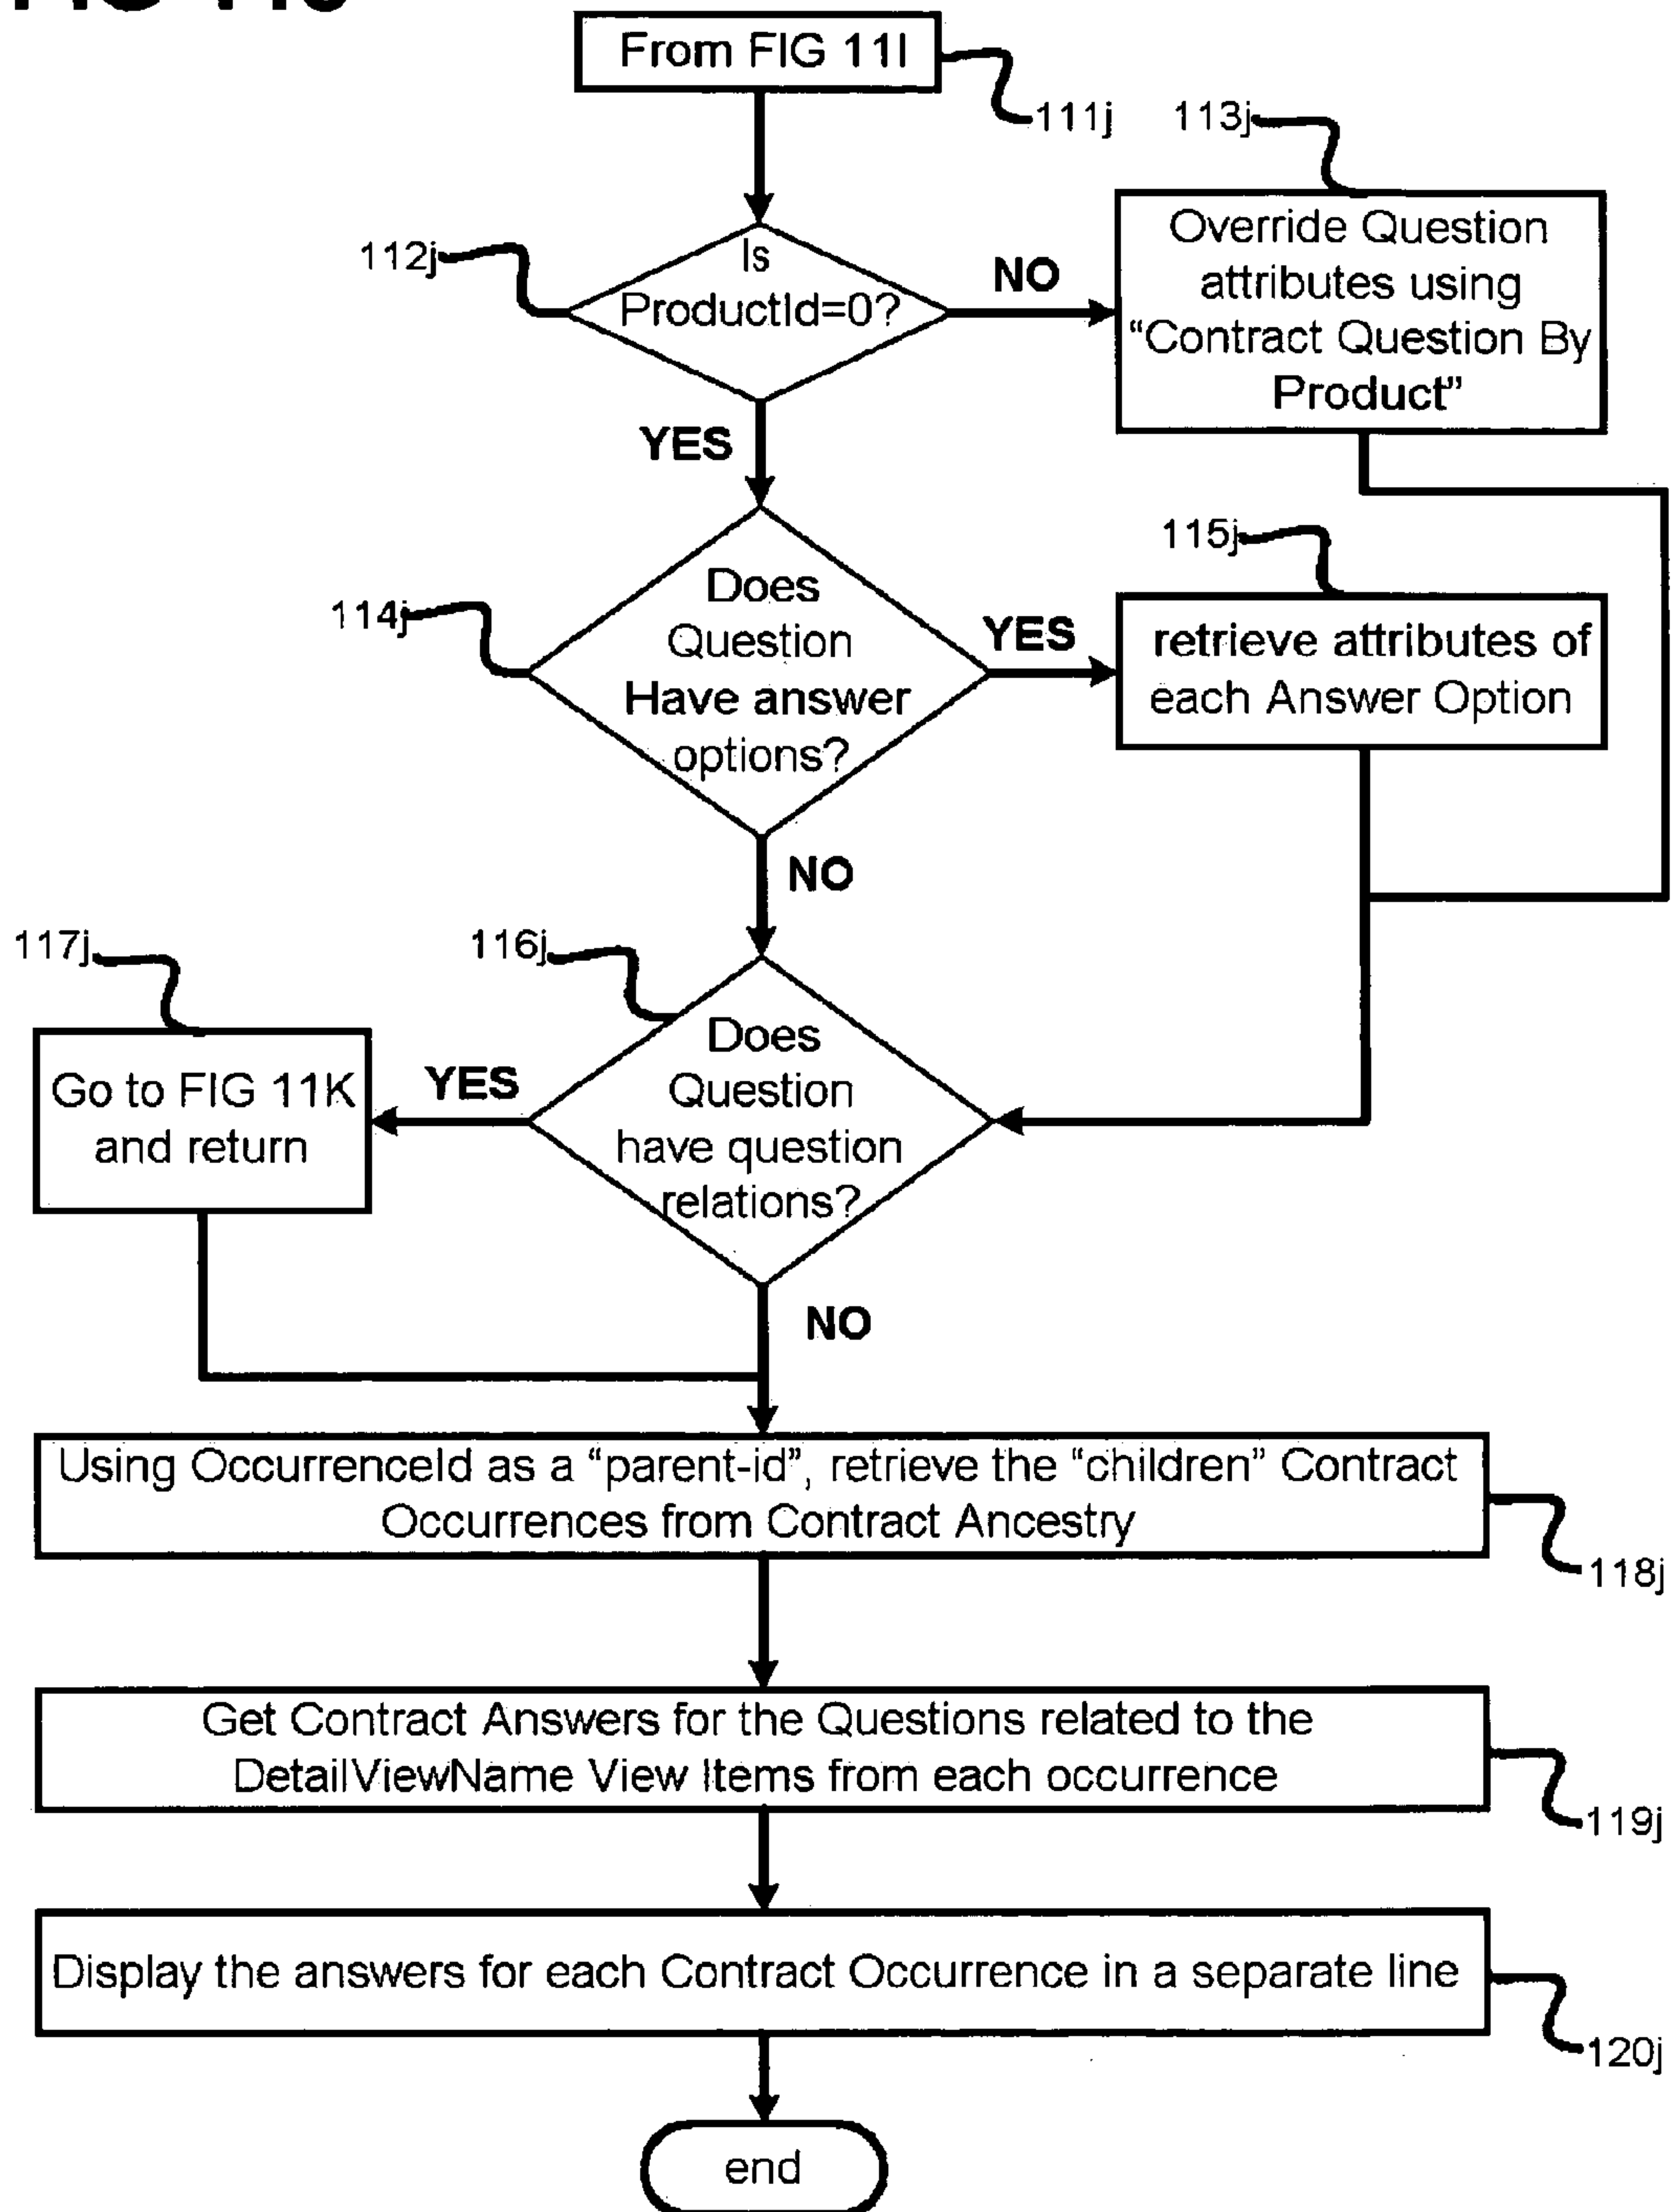 From FIG 11I
111j
113j
Override Question
attributes using
“Contract Question By
Product”
112j
Is
ProductId=0?
NO
YES
115j
114j
Does
Question
Have answer
options?
YES
retrieve attributes of
each Answer Option
NO
117j
116j
Does
Question
have question
relations?
YES
Go to FIG 11K
and return
NO
Using OccurrenceId as a “parent-id”, retrieve the “children” Contract
Occurrences from Contract Ancestry
118j
Get Contract Answers for the Questions related to the
DetailViewName View Items from each occurrence
119j
Display the answers for each Contract Occurrence in a separate line
120j
end